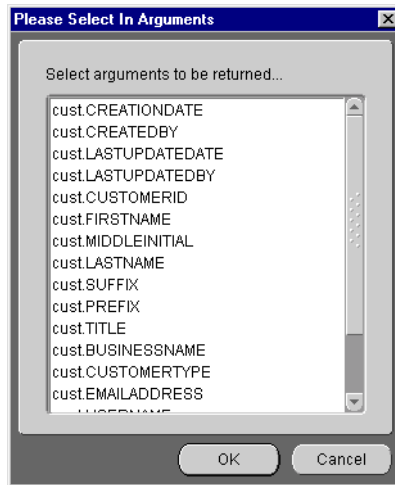 Please Select In Arguments
Select arguments to be returned...
cust.CREATIONDATE
cust.CREATEDBY
cust.LASTUPDATEDATE
cust.LASTUPDATEDBY
cust.CUSTOMERID
cust.FIRSTNAME
cust.MIDDLEINITIAL
cust.LASTNAME
cust.SUFFIX
cust.PREFIX
cust.TITLE
cust.BUSINESSNAME
cust.CUSTOMERTYPE
cust.EMAILADDRESS
OK Cancel